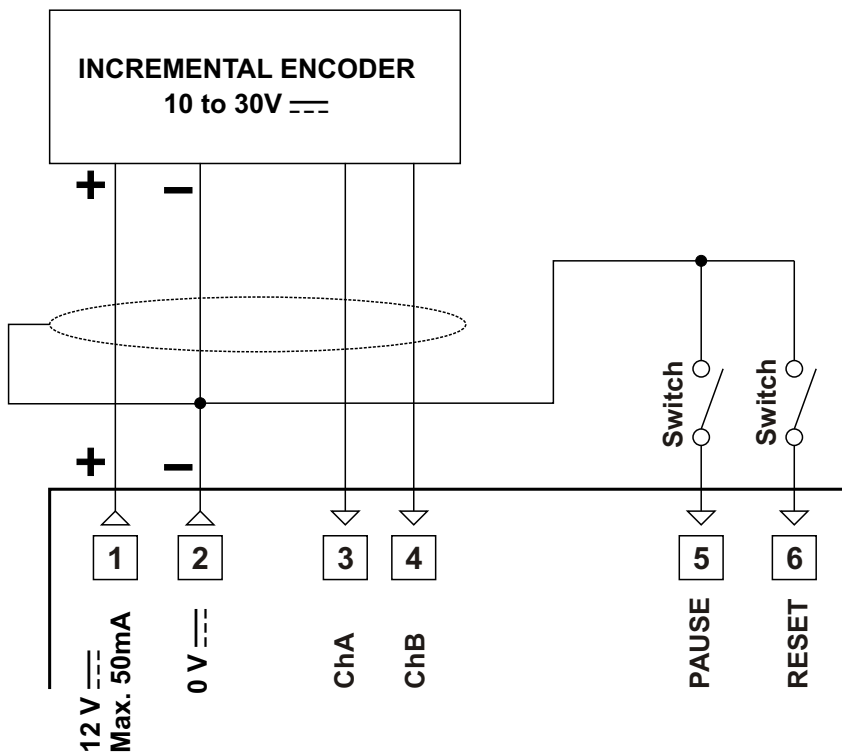 INCREMENTAL ENCODER
10 to 30V ⎓
+
−
Switch
Switch
+
−
1
2
3
4
5
6
12 V ⎓
Max. 50mA
0 V ⎓
ChA
ChB
PAUSE
RESET